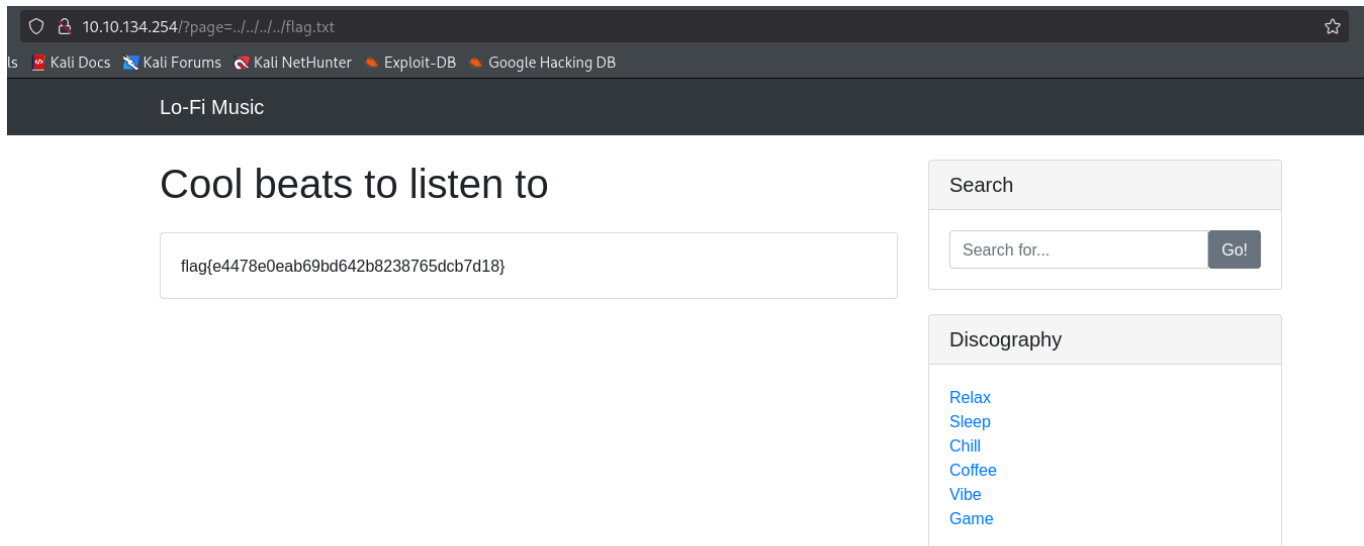 10.10.134.254/?page=../../../../flag.txt
ls Kali Docs Kali Forums Kali NetHunter Exploit-DB Google Hacking DB
Lo-Fi Music
Cool beats to listen to
flag{e4478e0eab69bd642b8238765dcb7d18}
Search
Search for... Go!
Discography
Relax
Sleep
Chill
Coffee
Vibe
Game